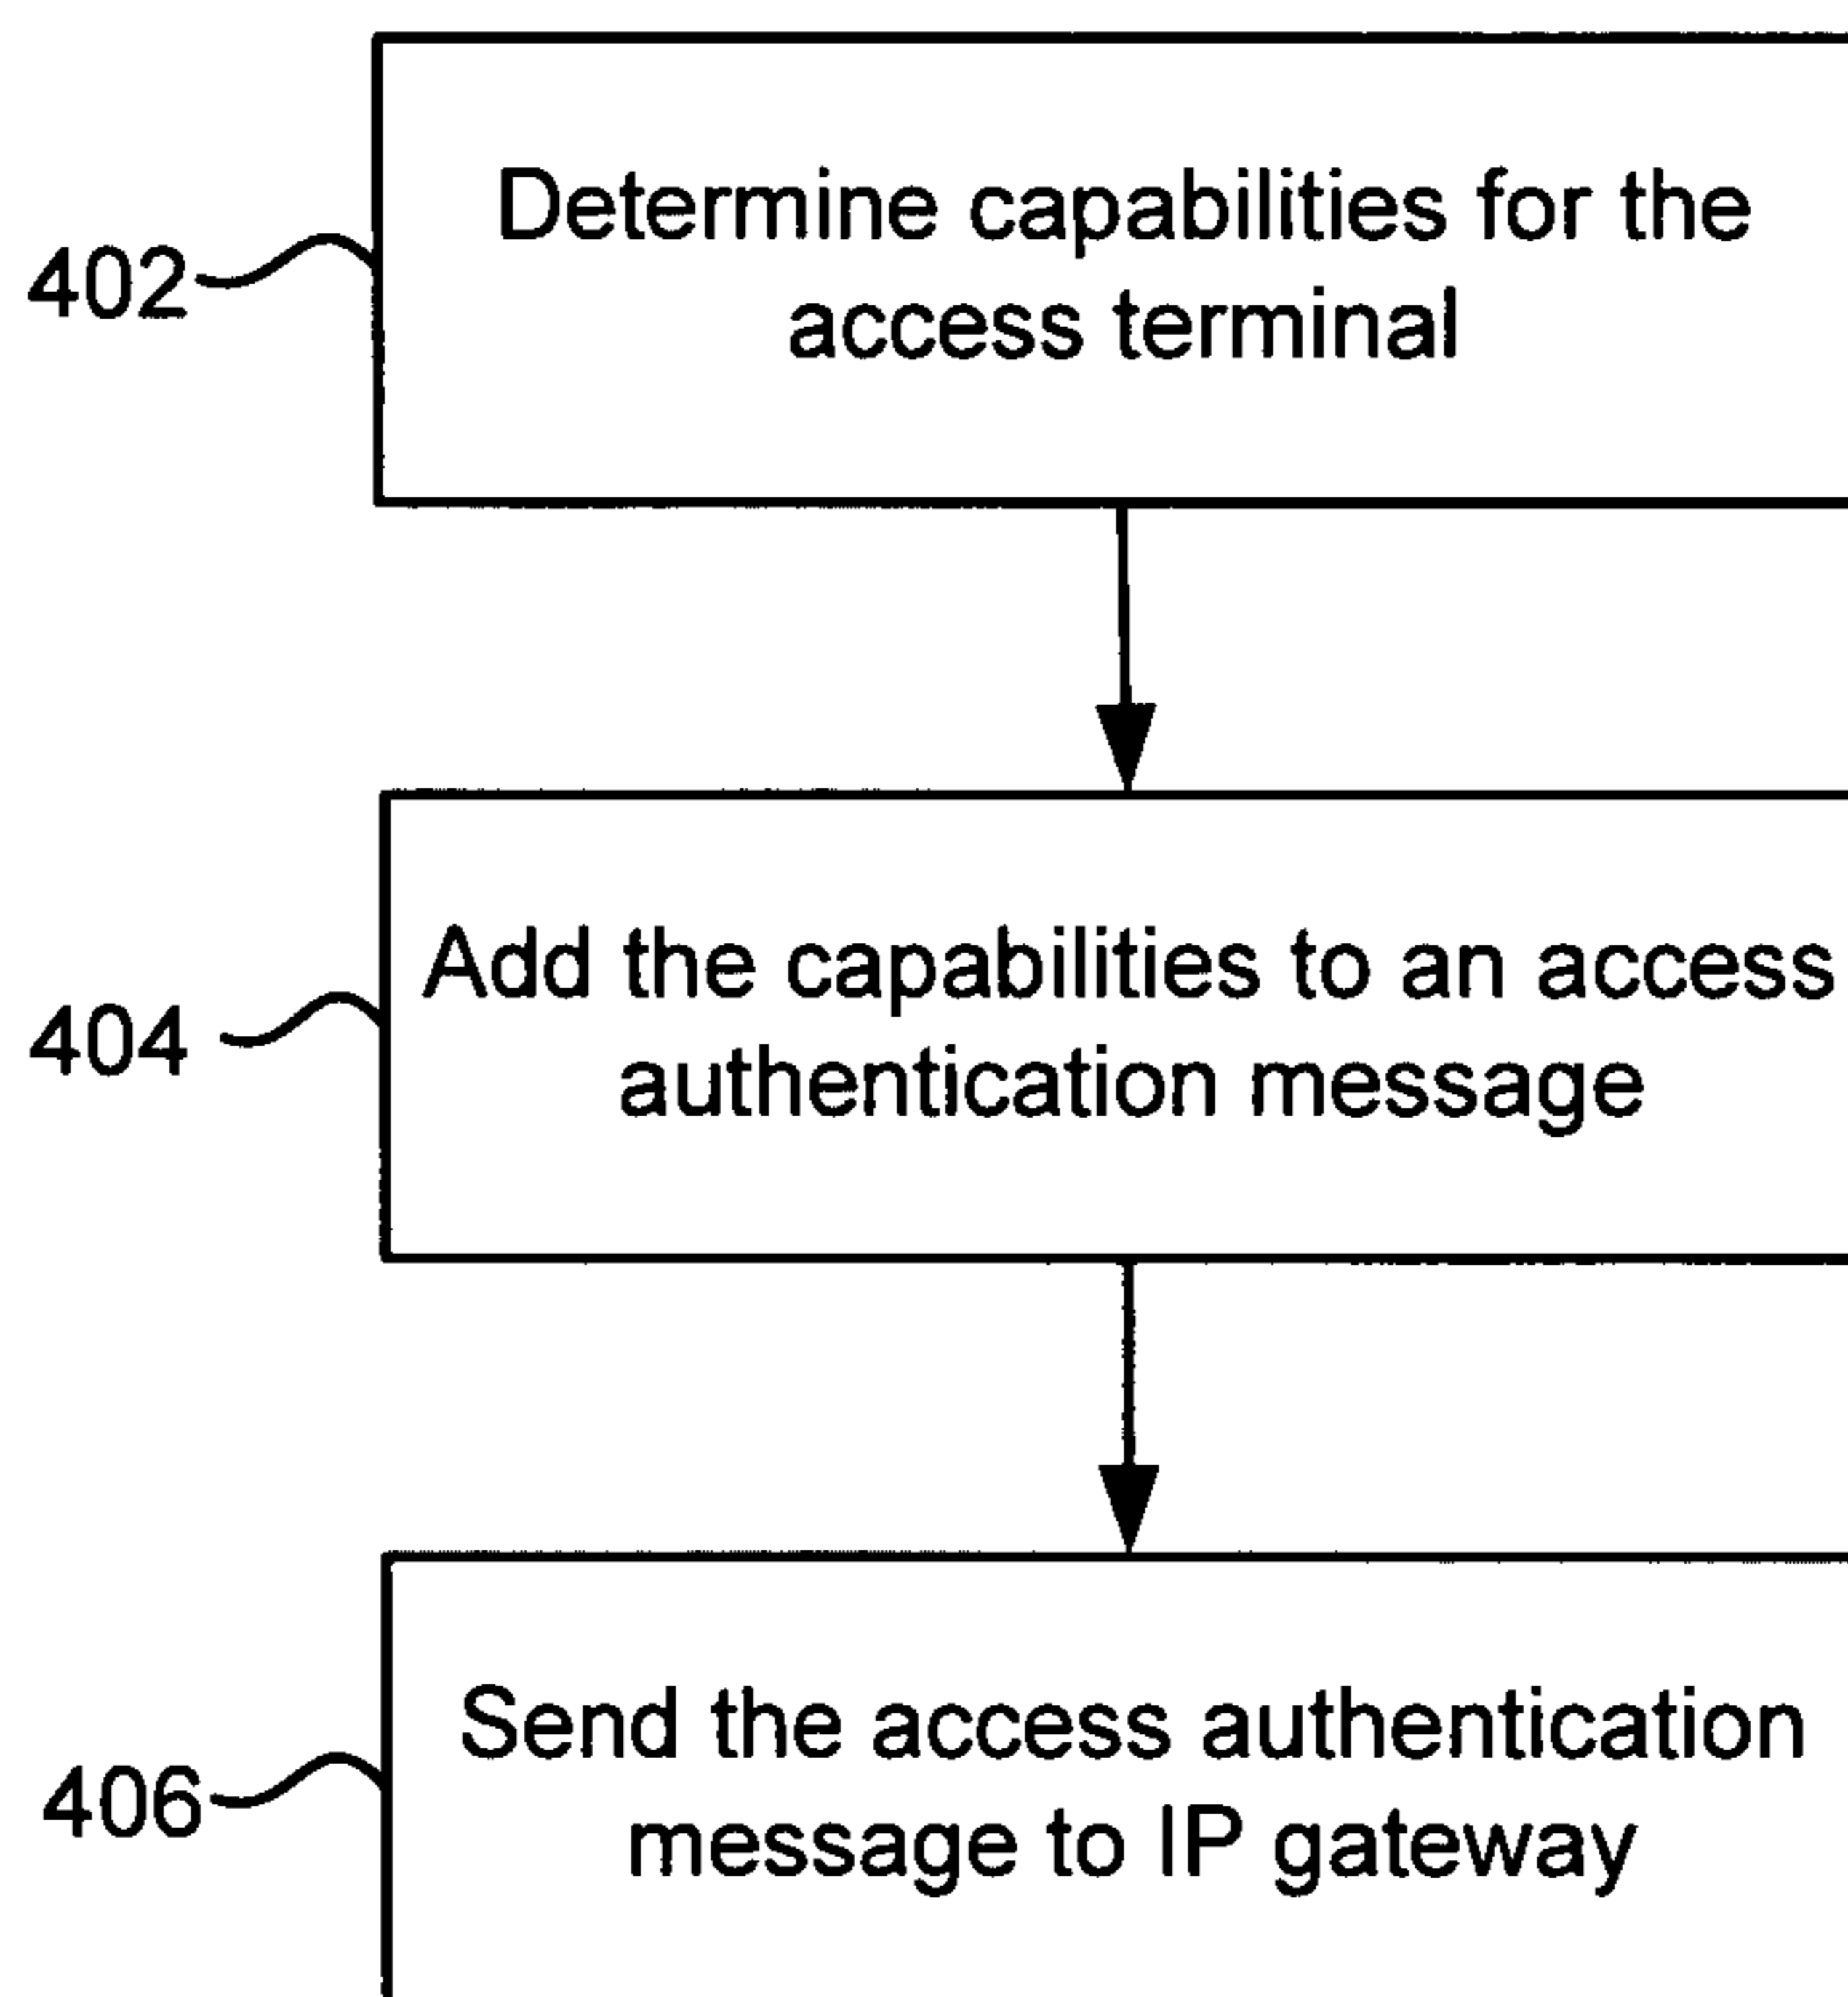 402
Determine capabilities for the
access terminal
404
Add the capabilities to an access
authentication message
406
Send the access authentication
message to IP gateway